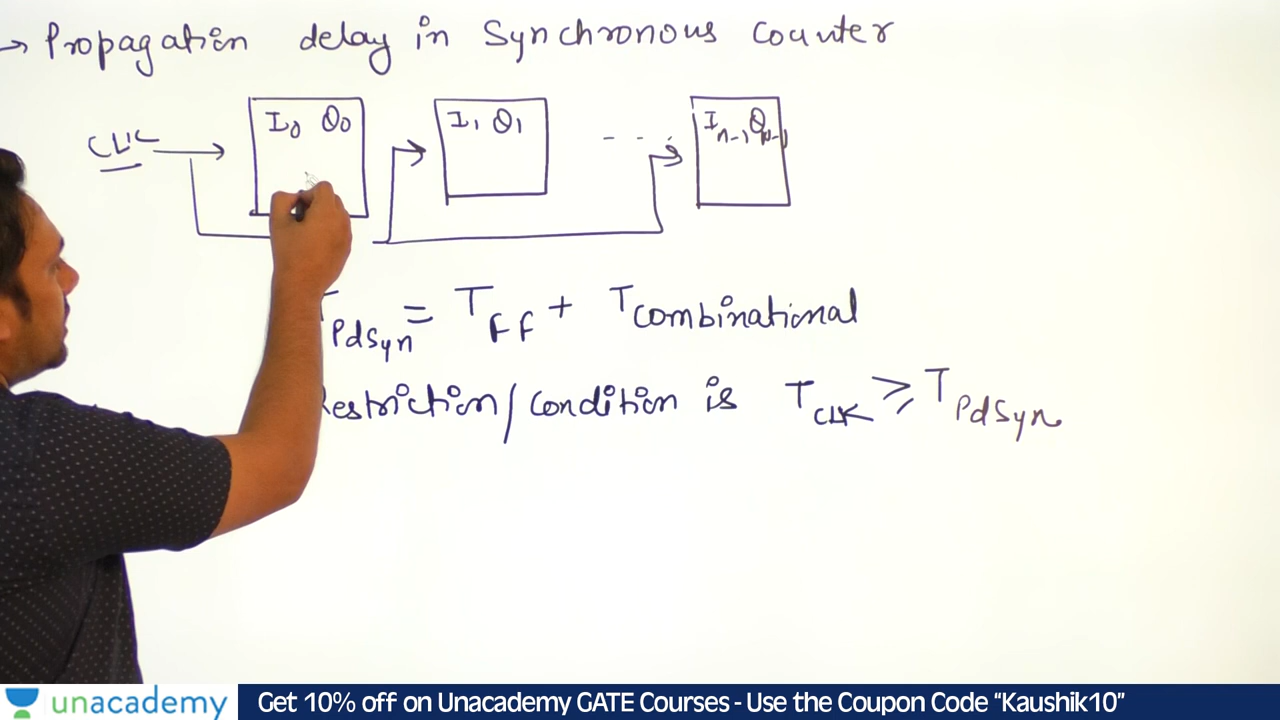 → Propagation delay in Synchronous Counter
CLK
I0 Q0
I1 Q1
- - .
In-1 Qn-1
TPdSyn = TFF + Tcombinational
Restriction/Condition is TCLK ≥ TPdSyn
unacademy
Get 10% off on Unacademy GATE Courses - Use the Coupon Code "Kaushik10"